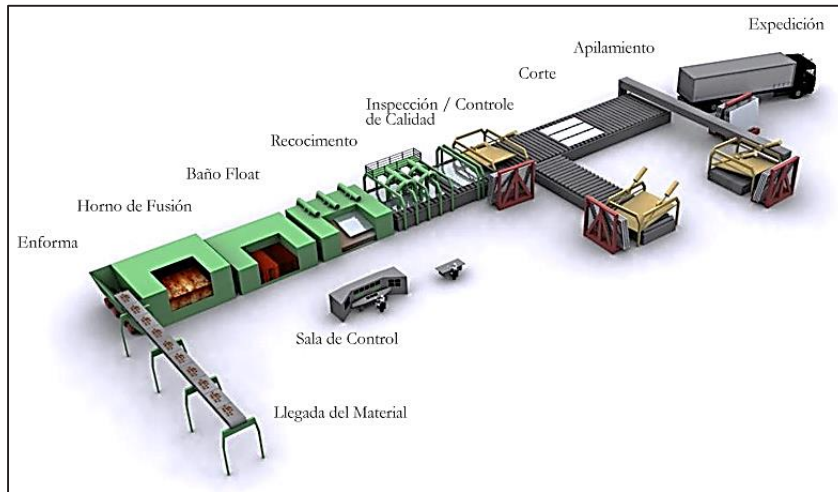 Expedición
Apilamiento
Corte
Inspección / Controle
de Calidad
Recocimento
Baño Float
Horno de Fusión
Enforma
Sala de Control
Llegada del Material